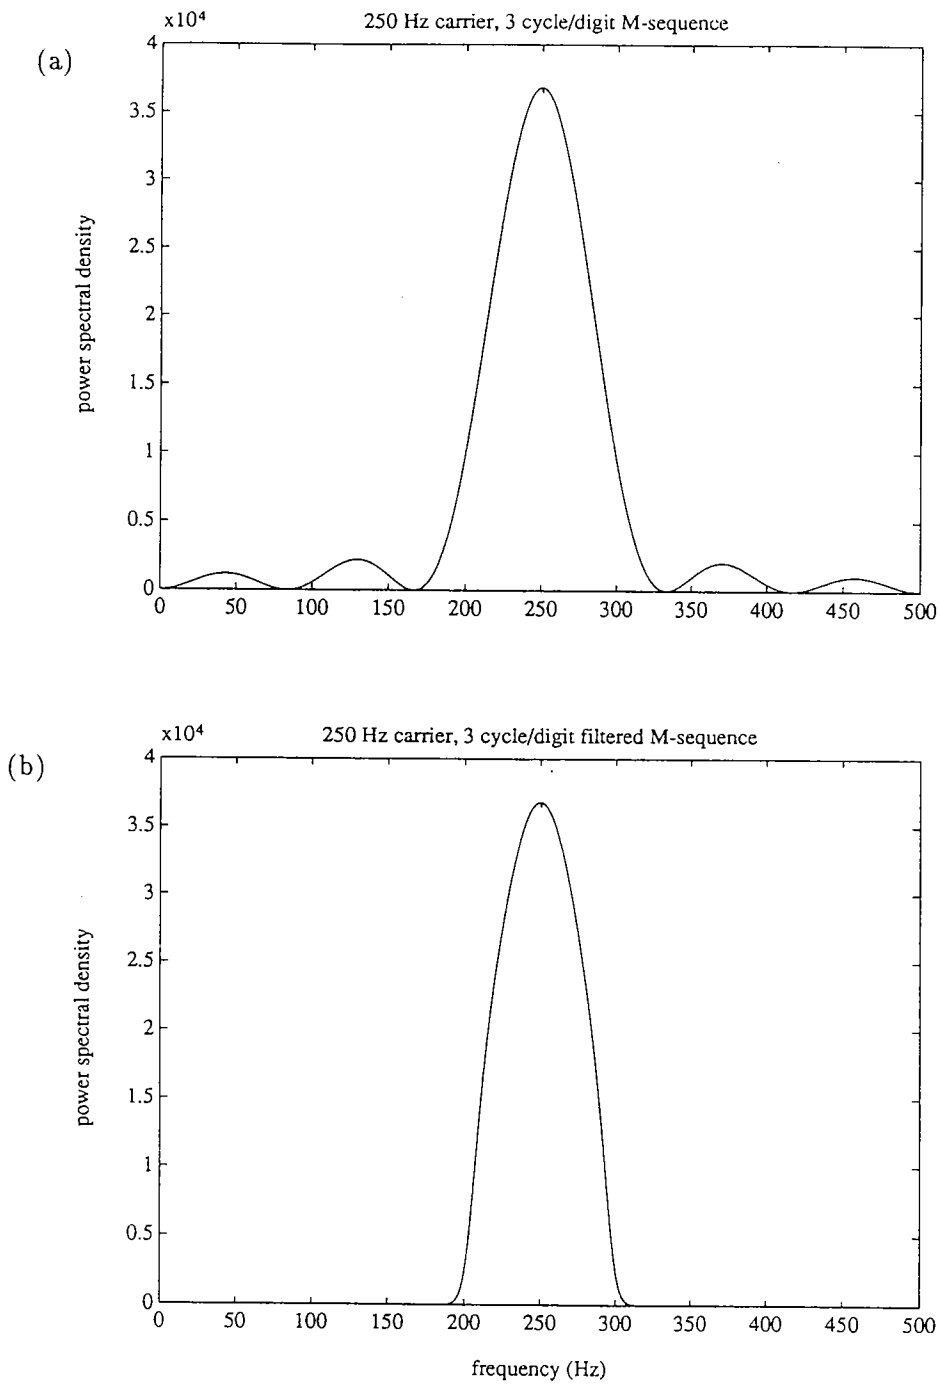 (a)
x10⁴
250 Hz carrier, 3 cycle/digit M-sequence
4
3.5
3
2.5
2
1.5
1
0.5
0
power spectral density
0 50 100 150 200 250 300 350 400 450 500
(b)
x10⁴
250 Hz carrier, 3 cycle/digit filtered M-sequence
4
3.5
3
2.5
2
1.5
1
0.5
0
power spectral density
0 50 100 150 200 250 300 350 400 450 500
frequency (Hz)